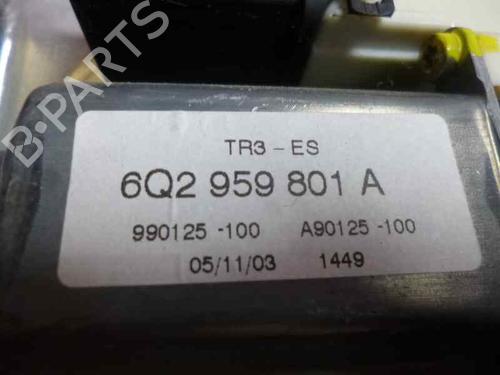 B-PARTS
TR3 - ES
6Q2 959 801 A
990125 -100 A90125 -100
05/11/03 1449